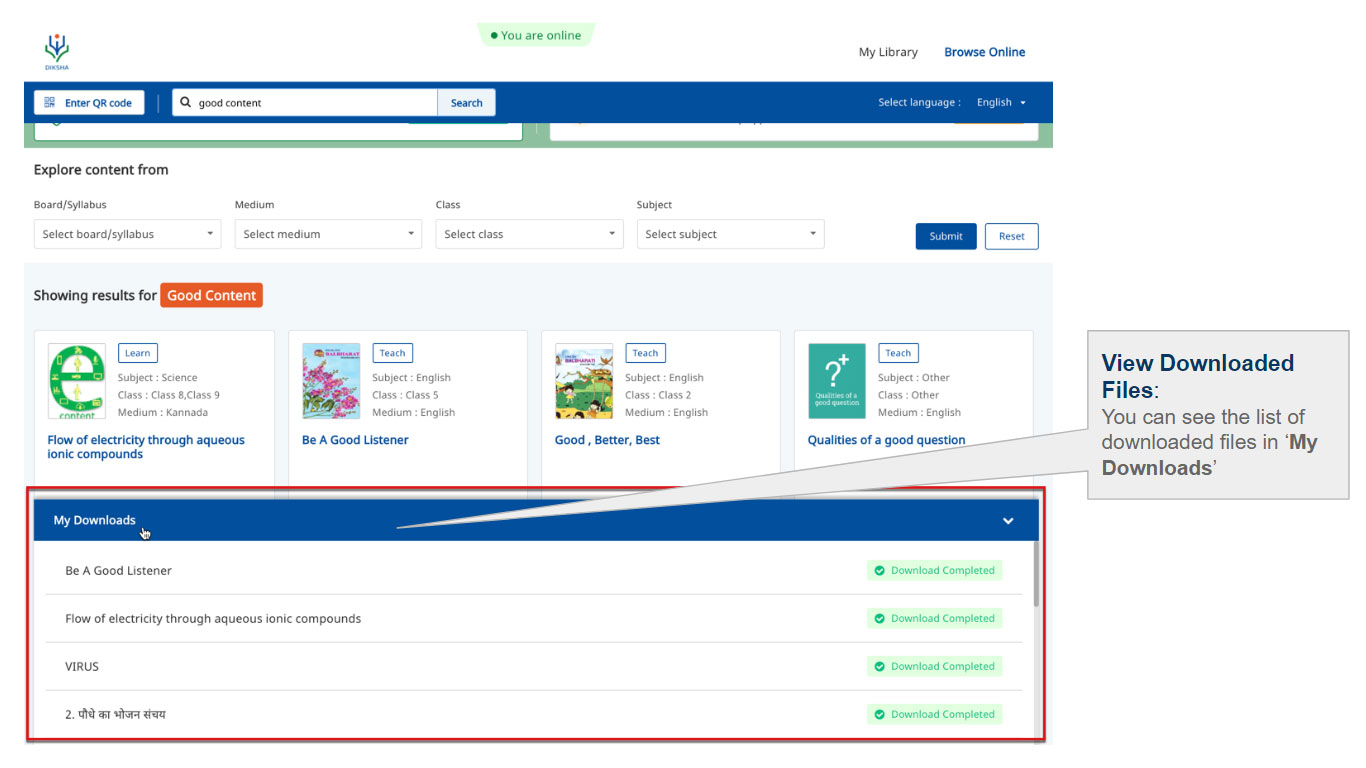 You are online
DIKSHA
My Library
Browse Online
Enter QR code
good content
Search
Select language :
English
Explore content from
Board/Syllabus
Medium
Class
Subject
Select board/syllabus
Select medium
Select class
Select subject
Submit
Reset
Showing results for Good Content
content
Learn
Subject : Science
Class : Class 8,Class 9
Medium : Kannada
Flow of electricity through aqueous
ionic compounds
Teach
Subject : English
Class : Class 5
Medium : English
Be A Good Listener
Teach
Subject : English
Class : Class 2
Medium : English
Good , Better, Best
Qualities of a
good question
Teach
Subject : Other
Class : Other
Medium : English
Qualities of a good question
View Downloaded
Files:
You can see the list of
downloaded files in ‘My
Downloads’
My Downloads
Be A Good Listener
Download Completed
Flow of electricity through aqueous ionic compounds
Download Completed
VIRUS
Download Completed
2. पौधे का भोजन संचय
Download Completed